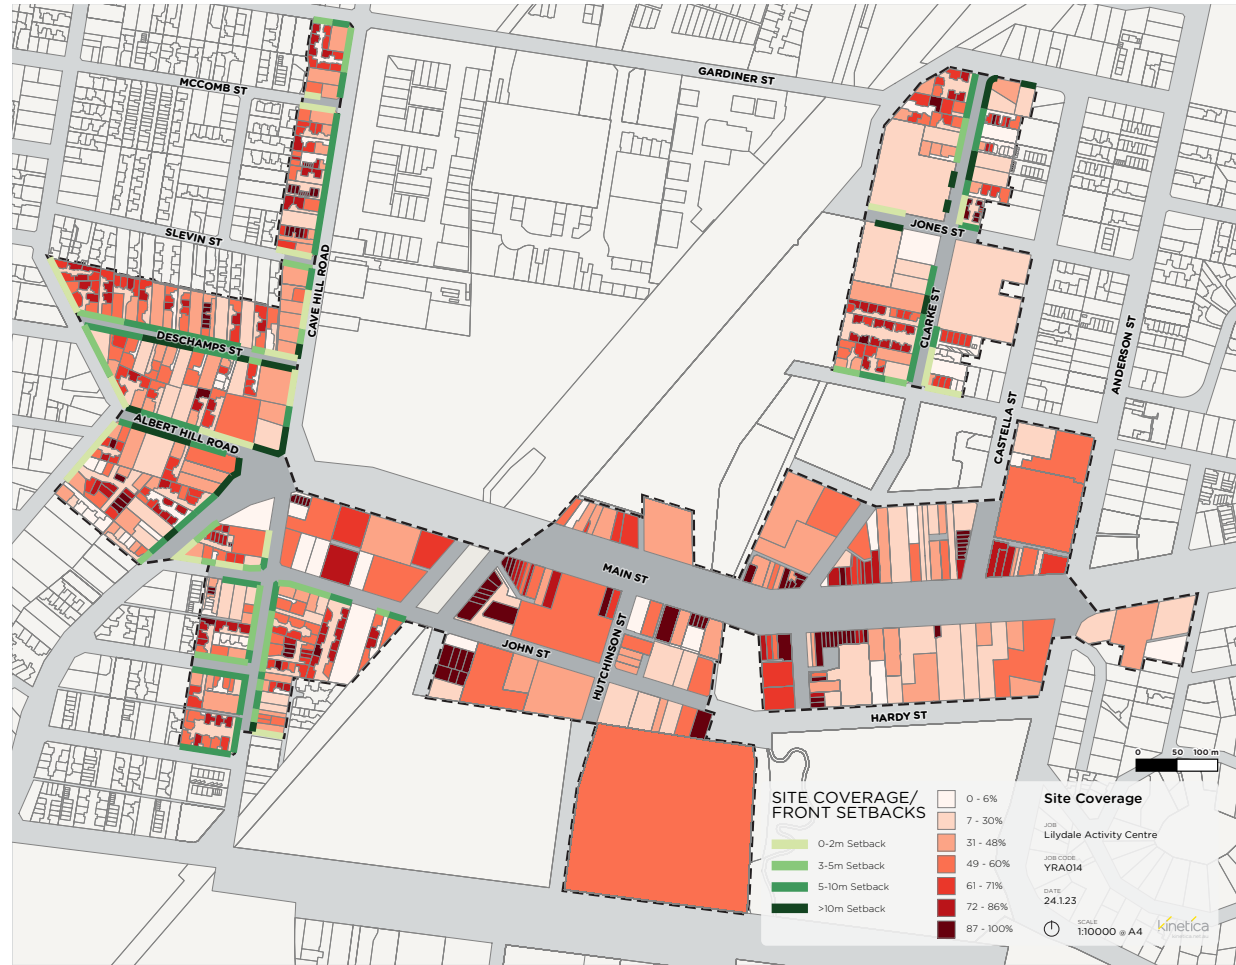 GARDINER ST
MCCOMB ST
SLEVIN ST
CAVE HILL ROAD
JONES ST
DESCHAMPS ST
CLARKE ST
ANDERSON ST
ALBERT HILL ROAD
CASTELLA ST
MAIN ST
JOHN ST
HUTCHINSON ST
HARDY ST
0 50 100 m
SITE COVERAGE/
FRONT SETBACKS
0-2m Setback
3-5m Setback
5-10m Setback
>10m Setback
0 - 6%
7 - 30%
31 - 48%
49 - 60%
61 - 71%
72 - 86%
87 - 100%
Site Coverage
JOB
Lilydale Activity Centre
JOB CODE
YRA014
DATE
24.1.23
SCALE
1:10000 @ A4
kinetica